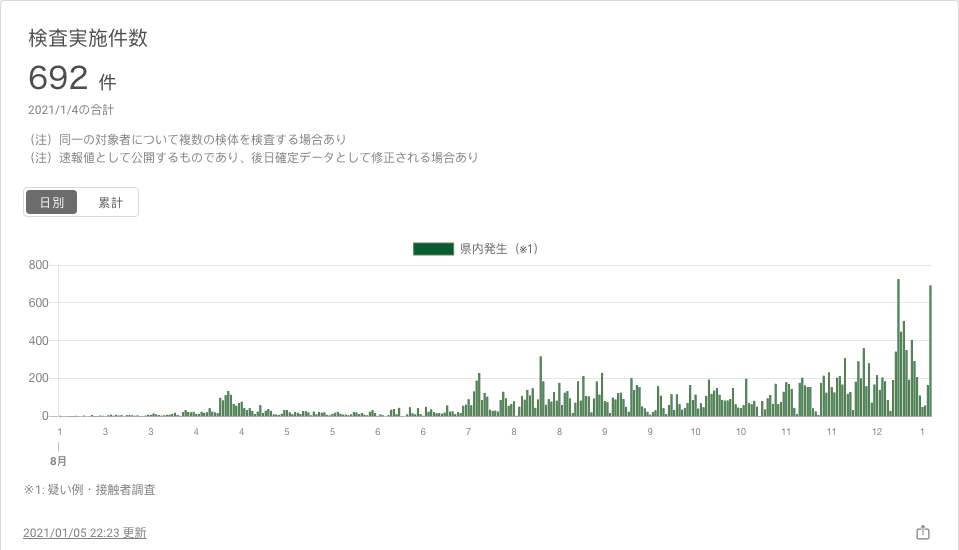 検査実施件数
692 件
2021/1/4の合計
（注）同一の対象者について複数の検体を検査する場合あり
（注）速報値として公開するものであり、後日確定データとして修正される場合あり
日別 累計
県内発生（※1）
800
600
400
200
0
1 3 3 4 4 5 5 6 6 7 8 8 9 9 10 10 11 11 12 1
8月
※1: 疑い例・接触者調査
2021/01/05 22:23 更新